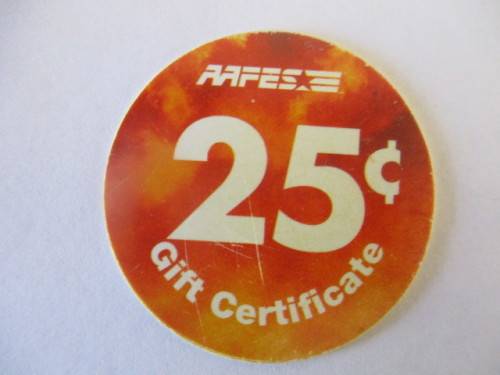 AAFES
25¢
Gift Certificate